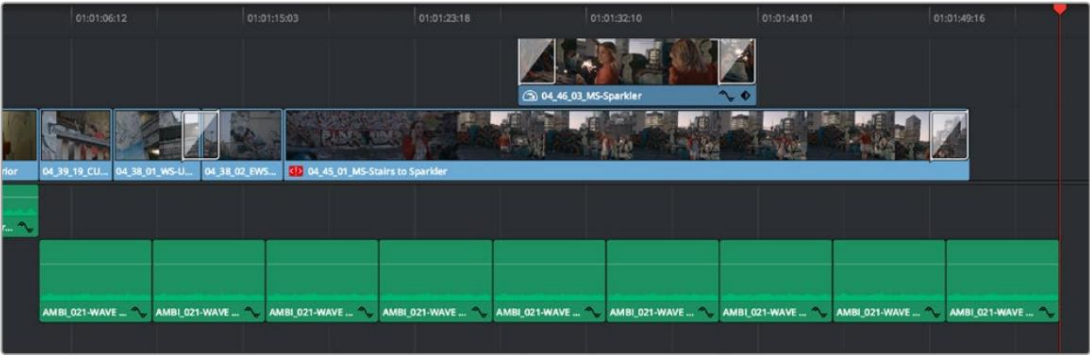 01:01:06:12
01:01:15:03
01:01:23:18
01:01:32:10
01:01:41:01
01:01:49:16
04_46_03_MS-Sparkler
04_39_19_CU...
04_38_01_WS-U...
04_38_02_EWS...
04_45_01_MS-Stairs to Sparkler
AMBI_021-WAVE ...
AMBI_021-WAVE ...
AMBI_021-WAVE ...
AMBI_021-WAVE ...
AMBI_021-WAVE ...
AMBI_021-WAVE ...
AMBI_021-WAVE ...
AMBI_021-WAVE ...
AMBI_021-WAVE ...